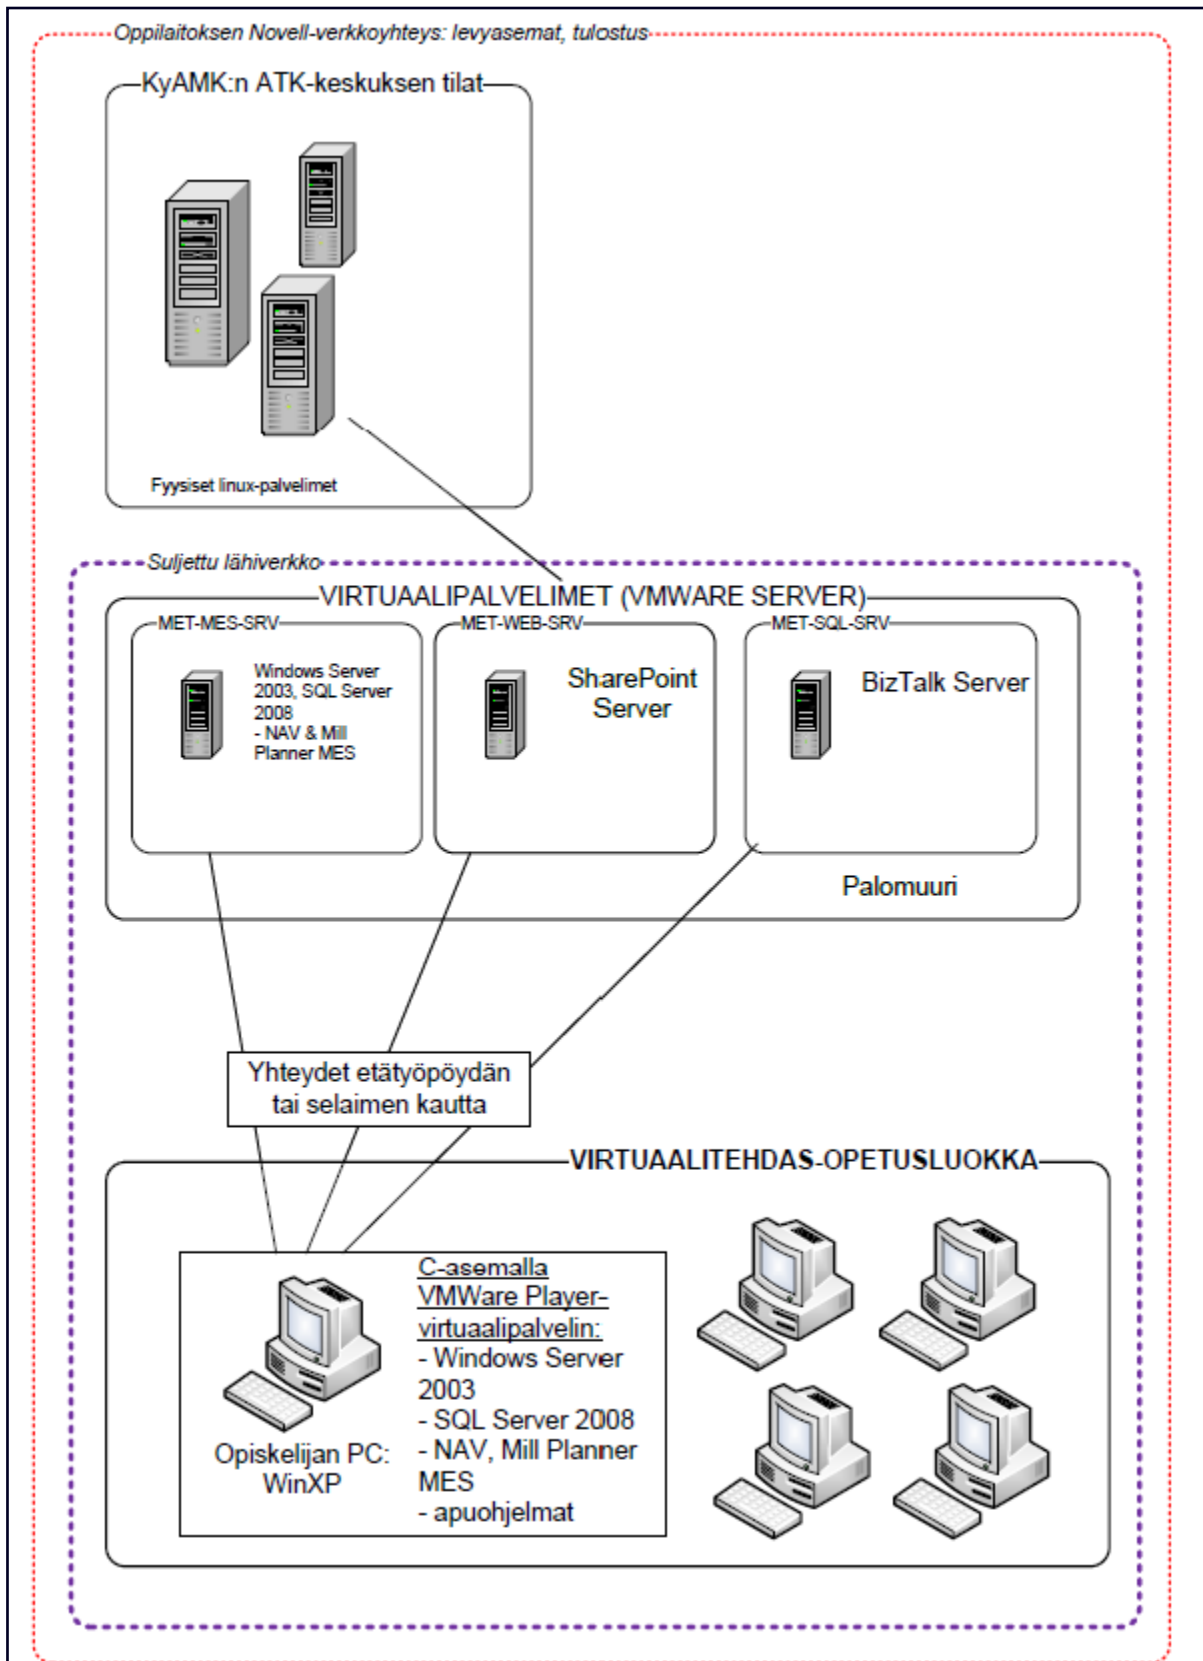 Oppilaitoksen Novell-verkkoyhteys: levyasemat, tulostus
KyAMK:n ATK-keskuksen tilat
Fyysiset linux-palvelimet
Suljettu lähiverkko
VIRTUAALIPALVELIMET (VMWARE SERVER)
MET-MES-SRV
Windows Server
2003, SQL Server
2008
- NAV & Mill
Planner MES
MET-WEB-SRV
SharePoint
Server
MET-SQL-SRV
BizTalk Server
Palomuuri
Yhteydet etätyöpöydän
tai selaimen kautta
VIRTUAALITEHDAS-OPETUSLUOKKA
Opiskelijan PC:
WinXP
C-asemalla
VMWare Player-
virtuaalipalvelin:
- Windows Server
2003
- SQL Server 2008
- NAV, Mill Planner
MES
- apuohjelmat